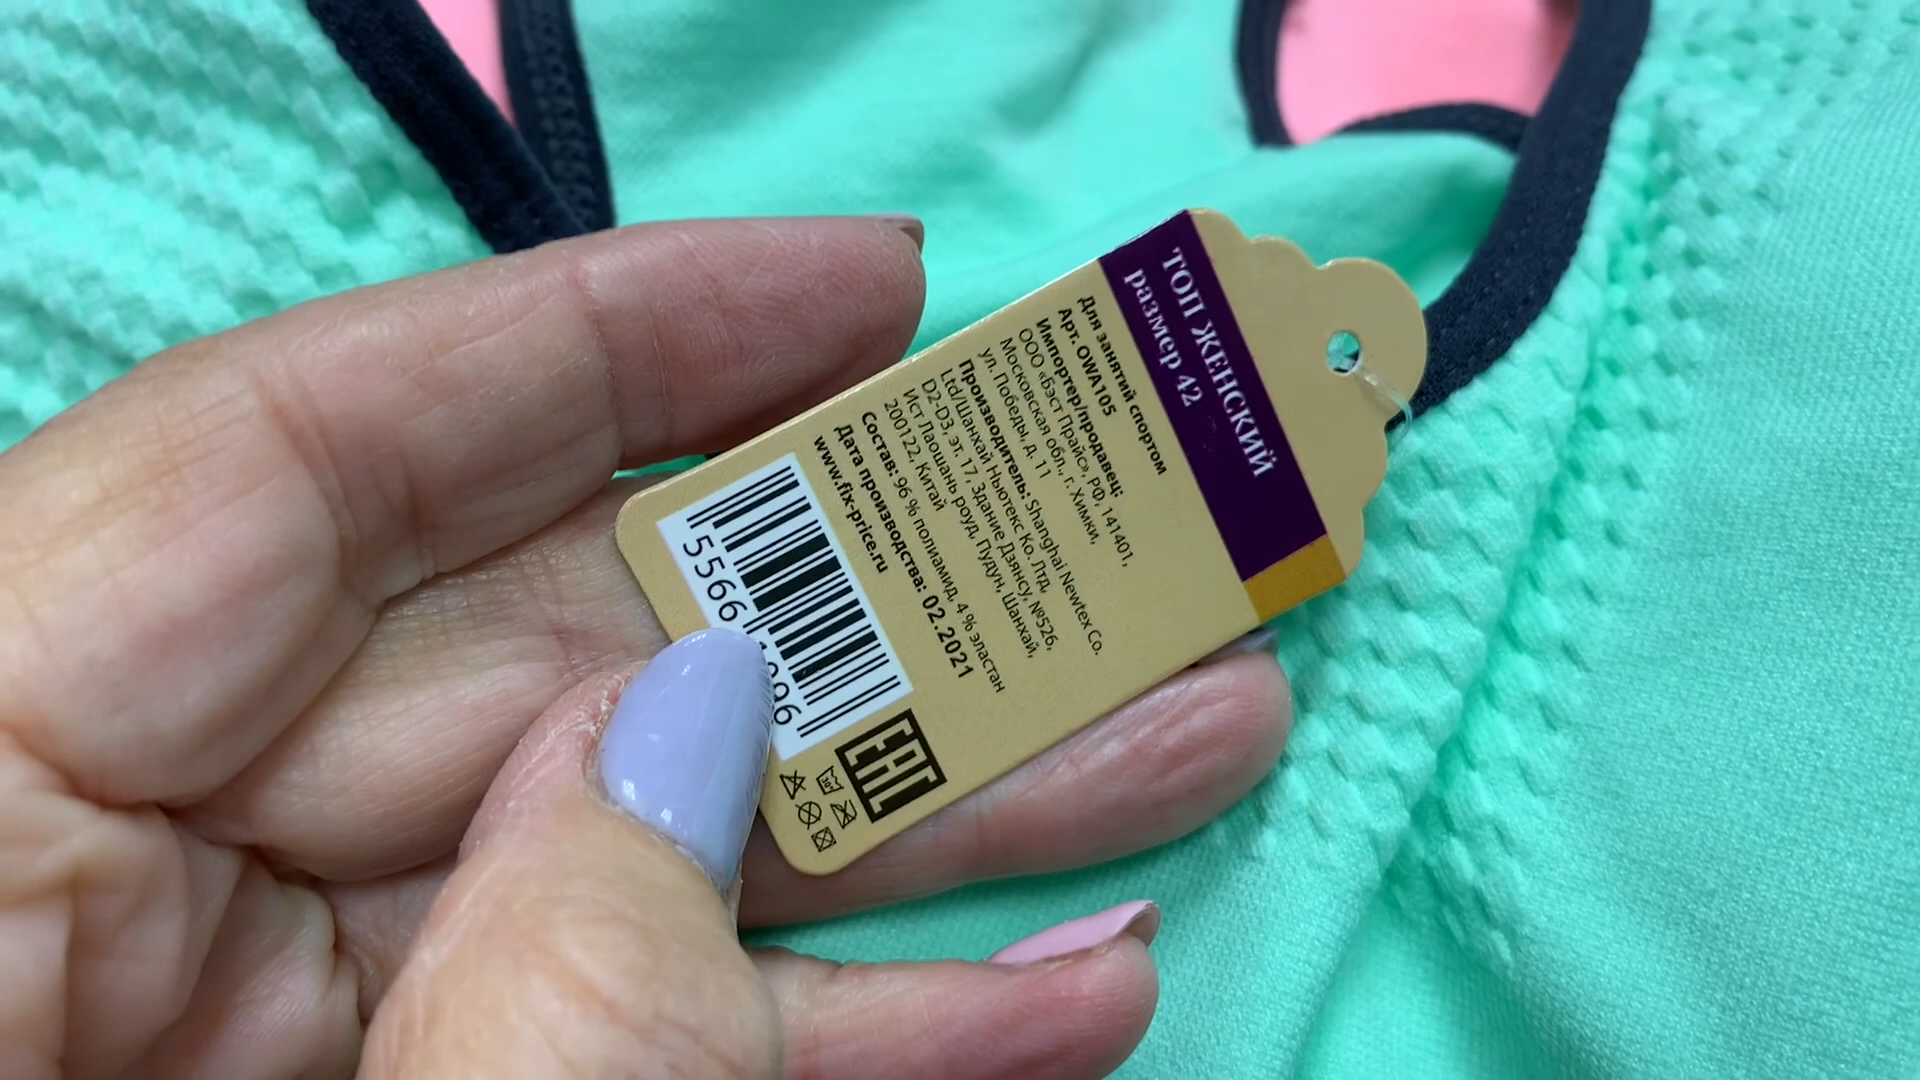 ТОП ЖЕНСКИЙ
размер 42
Для занятий спортом
Арт. OWA105
Импортер/продавец:
ООО «Бэст Прайс», РФ, 141401,
Московская обл., г. Химки,
ул. Победы, д. 11
Производитель: Shanghai Newtex Co.
Ltd/Шанхай Ньютекс Ко. Лтд,
D2-D3, эт. 17, Здание Дзянсу, №526,
Ист Лаошань роуд, Пудун, Шанхай,
200122, Китай
Состав: 96 % полиамид, 4 % эластан
Дата производства: 02.2021
www.fix-price.ru
EAC
30°